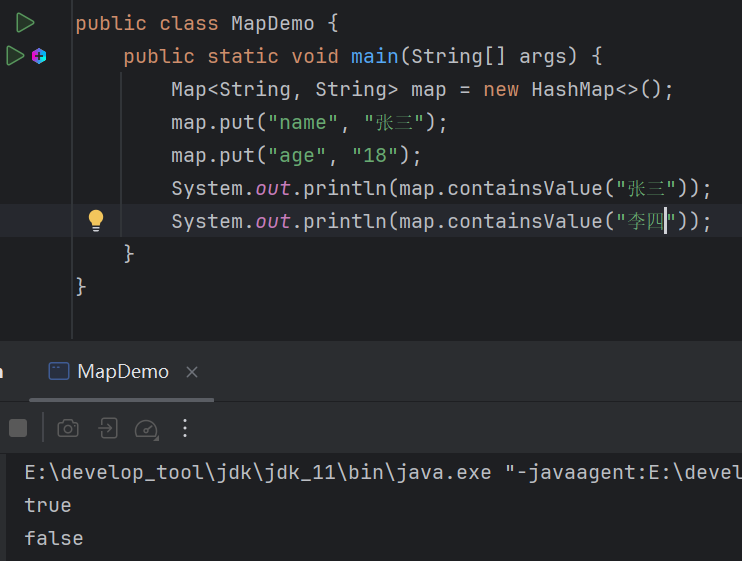 public class MapDemo {
public static void main(String[] args) {
Map<String, String> map = new HashMap<>();
map.put("name", "张三");
map.put("age", "18");
System.out.println(map.containsValue("张三"));
System.out.println(map.containsValue("李四"));
}
}
MapDemo
E:\develop_tool\jdk\jdk_11\bin\java.exe "-javaagent:E:\devel
true
false